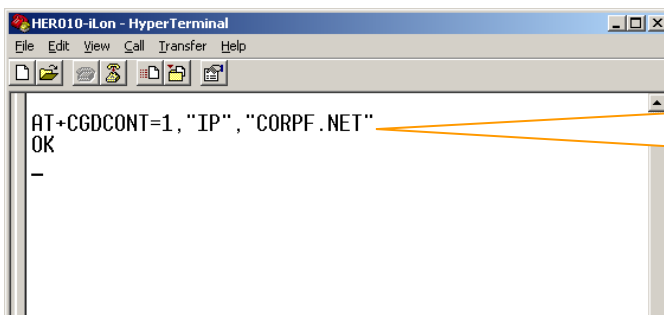 HER010-iLon - HyperTerminal
File Edit View Call Transfer Help
AT+CGDCONT=1,"IP","CORPF.NET"
OK